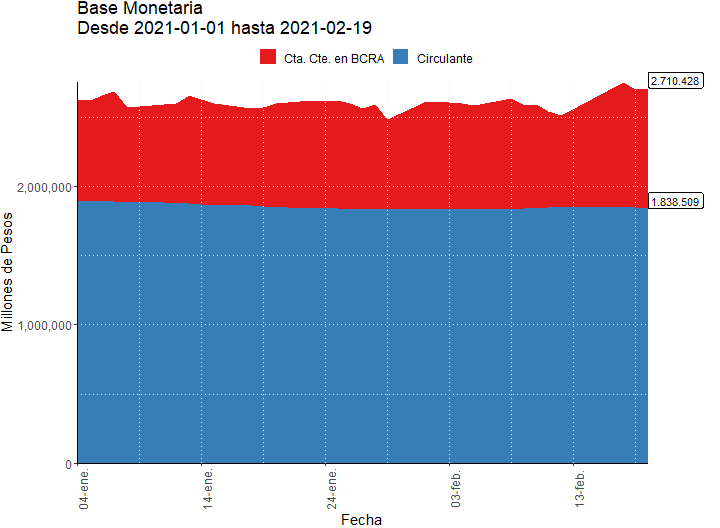 Base Monetaria
Desde 2021-01-01 hasta 2021-02-19
Cta. Cte. en BCRA
Circulante
2.710.428
1.838.509
Millones de Pesos
2,000,000
1,000,000
0
04-ene.
14-ene.
24-ene.
03-feb.
13-feb.
Fecha